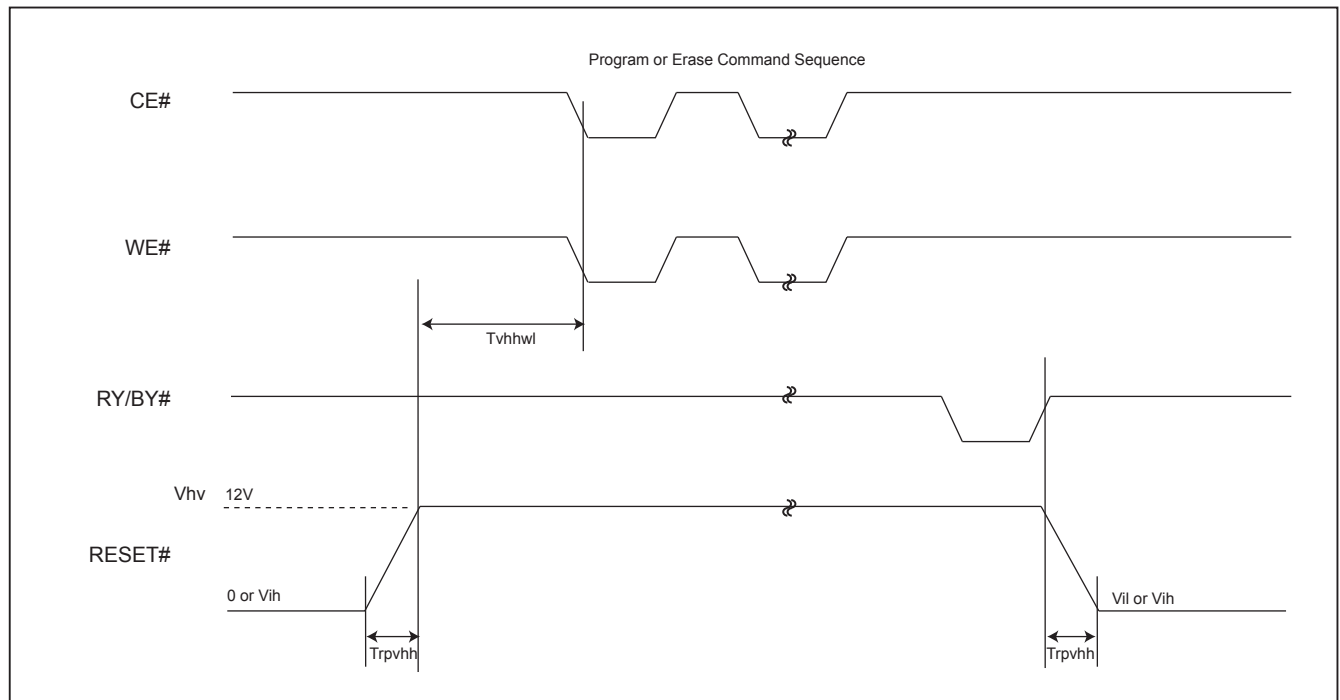 Program or Erase Command Sequence
CE#
WE#
Tvhhwl
RY/BY#
Vhv 12V
RESET#
0 or Vih
Vil or Vih
Trpvhh
Trpvhh